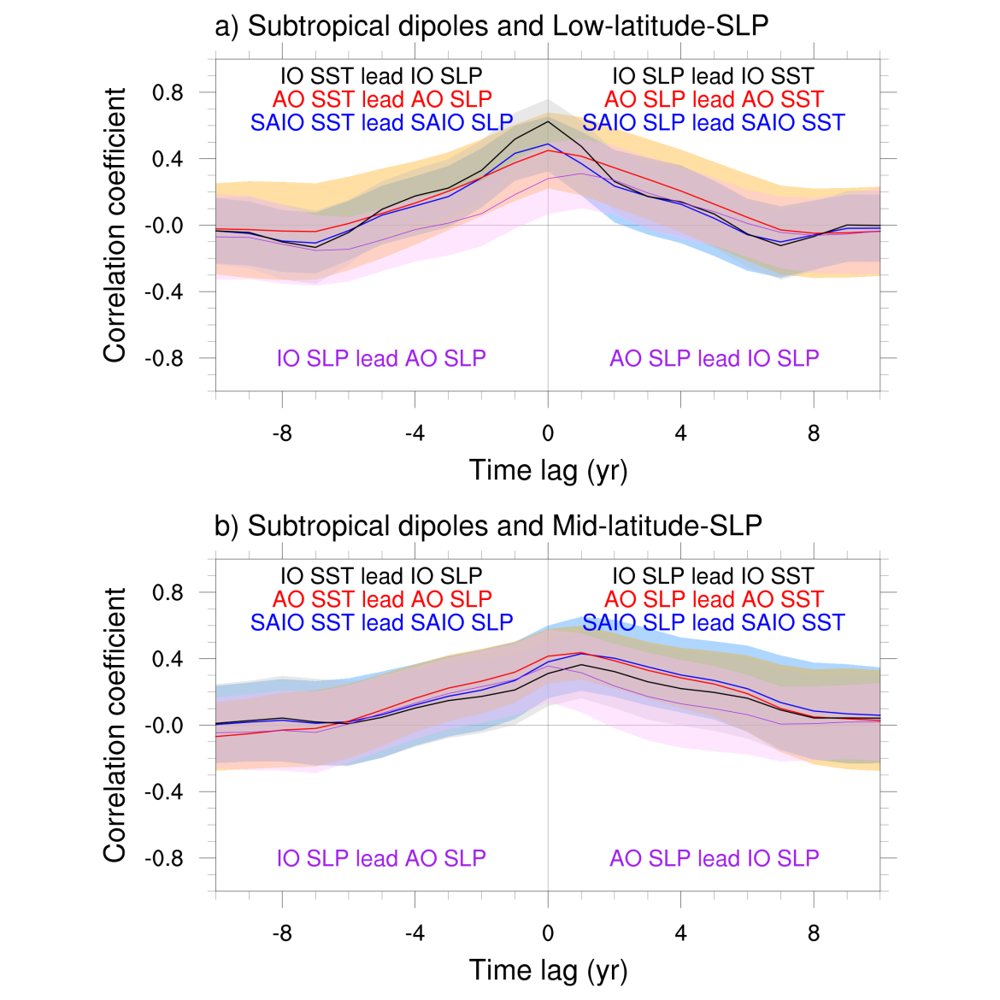 a) Subtropical dipoles and Low-latitude-SLP
IO SST lead IO SLP
IO SLP lead IO SST
AO SST lead AO SLP
AO SLP lead AO SST
SAIO SST lead SAIO SLP
SAIO SLP lead SAIO SST
0.8
0.4
-0.0
-0.4
-0.8
Correlation coefficient
IO SLP lead AO SLP
AO SLP lead IO SLP
-8 -4 0 4 8
Time lag (yr)
b) Subtropical dipoles and Mid-latitude-SLP
IO SST lead IO SLP
IO SLP lead IO SST
AO SST lead AO SLP
AO SLP lead AO SST
SAIO SST lead SAIO SLP
SAIO SLP lead SAIO SST
0.8
0.4
-0.0
-0.4
-0.8
Correlation coefficient
IO SLP lead AO SLP
AO SLP lead IO SLP
-8 -4 0 4 8
Time lag (yr)